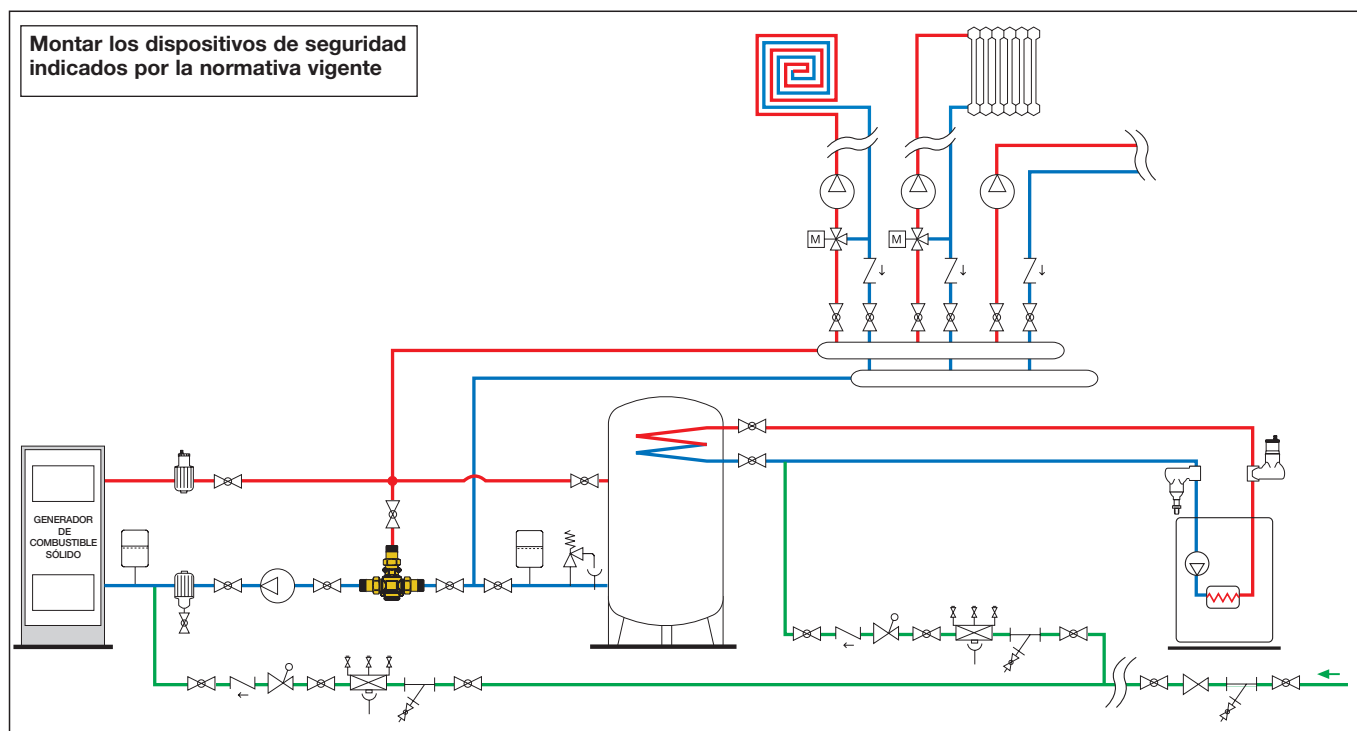 Montar los dispositivos de seguridad
indicados por la normativa vigente
M
M
GENERADOR
DE
COMBUSTIBLE
SÓLIDO